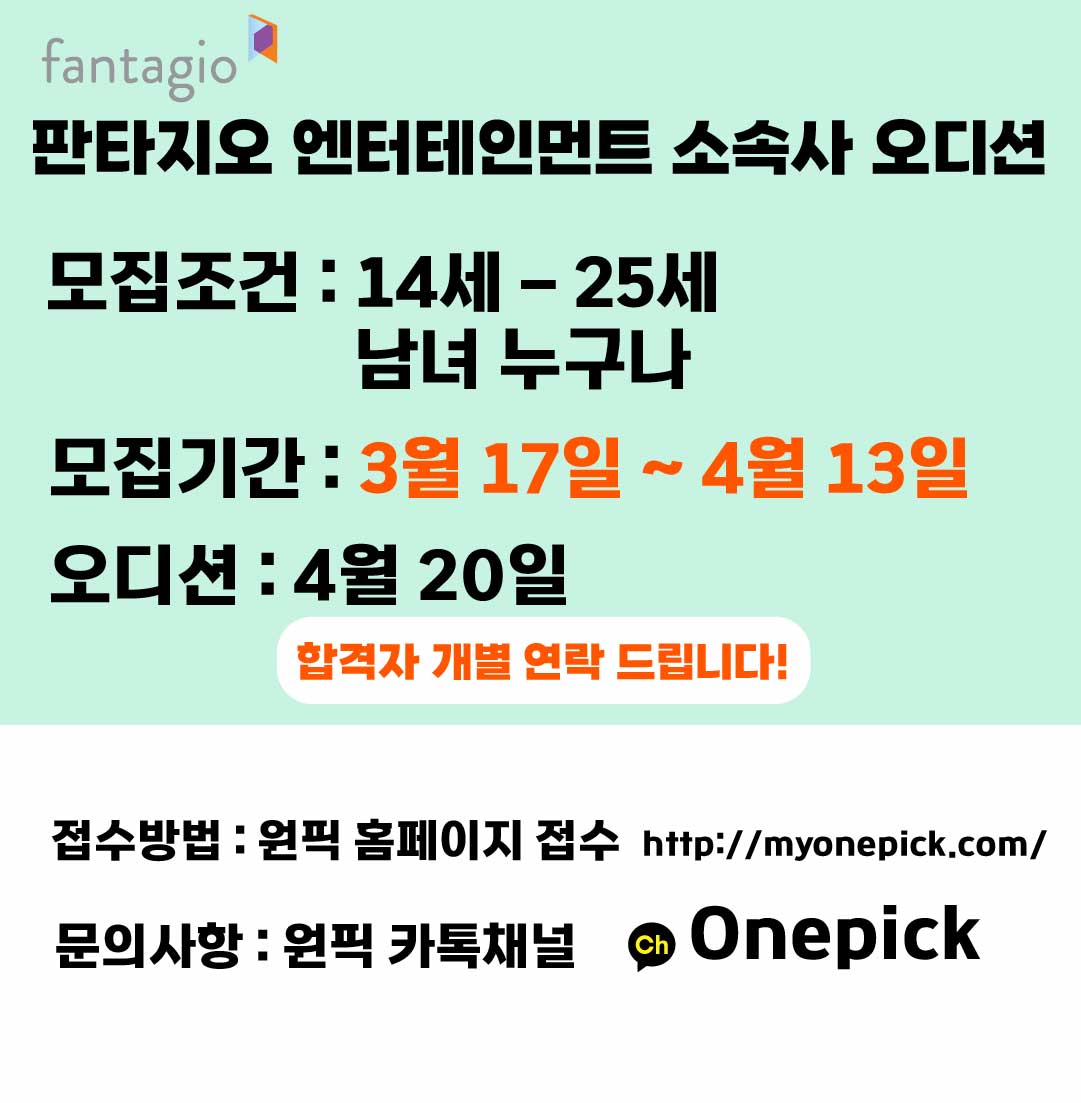 fantagio
판타지오 엔터테인먼트 소속사 오디션
모집조건 : 14세 – 25세
남녀 누구나
모집기간 : 3월 17일 ~ 4월 13일
오디션 : 4월 20일
합격자 개별 연락 드립니다!
접수방법 : 원픽 홈페이지 접수 http://myonepick.com/
문의사항 : 원픽 카톡채널 Ch Onepick